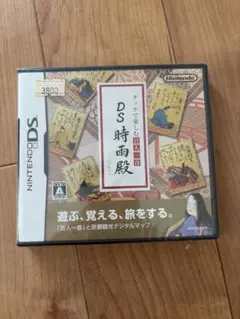 3800
Nintendo
NINTENDO DS
タッチで楽しむ百人一首
DS時雨殿
A
遊ぶ、覚える、旅をする。
「百人一首」と京都観光デジタルマップ